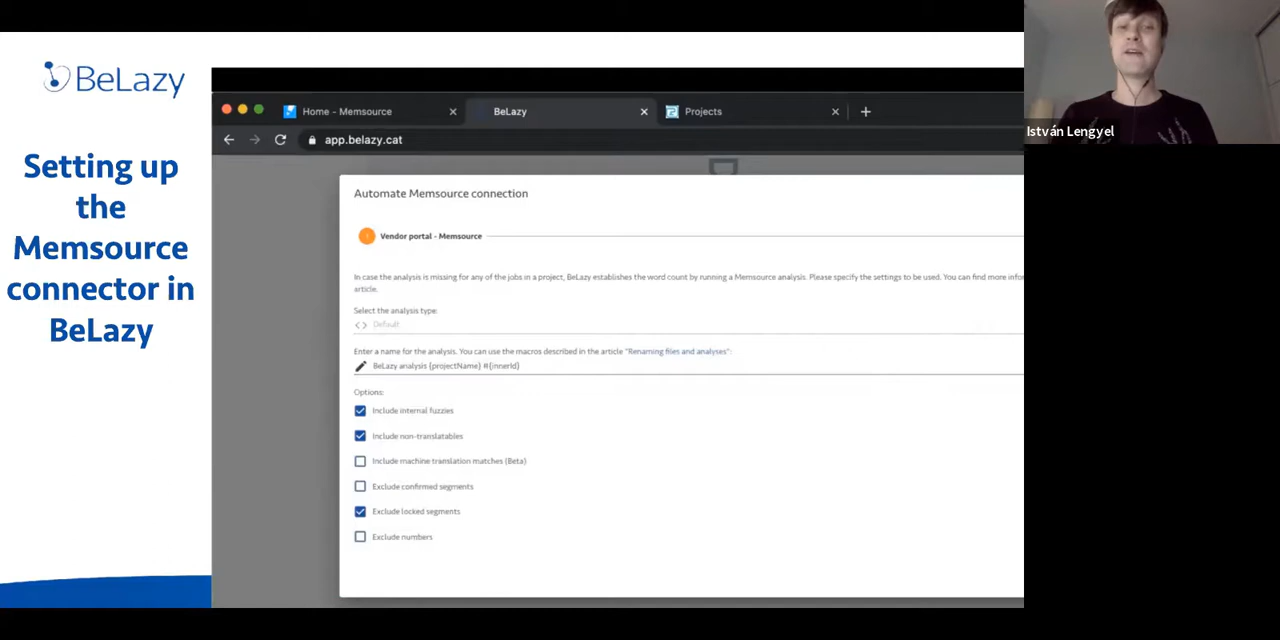 BeLazy
Setting up
the
Memsource
connector in
BeLazy
Home - Memsource
BeLazy
Projects
app.belazy.cat
Automate Memsource connection
Vendor portal - Memsource
In case the analysis is missing for any of the jobs in a project, BeLazy establishes the word count by running a Memsource analysis. Please specify the settings to be used. You can find more infor
article.
Select the analysis type:
Default
Enter a name for the analysis. You can use the macros described in the article "Renaming files and analyses":
BeLazy analysis {projectName} #{innerId}
Options:
Include internal fuzzies
Include non-translatables
Include machine translation matches (Beta)
Exclude confirmed segments
Exclude locked segments
Exclude numbers
István Lengyel